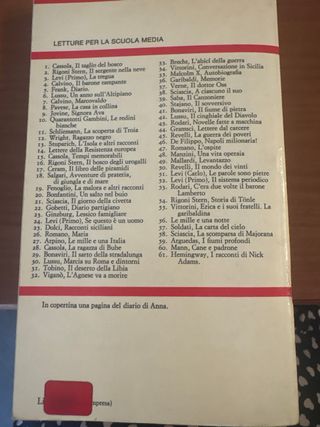 LETTURE PER LA SCUOLA MEDIA
1. Cassola, Il taglio del bosco
2. Rigoni Stern, Il sergente nella neve
3. Levi (Primo), La tregua
4. Calvino, Il barone rampante
5. Frank, Diario.
6. Lussu, Un anno sull'Altipiano
7. Calvino, Marcovaldo
8. Pavese, La casa in collina
9. Jovine, Signora Ava
10. Quarantotti Gambini, Le redini
bianche
11. Schliemann, La scoperta di Troia
12. Wright, Ragazzo negro
13. Stuparich, L'Isola e altri racconti
14. Lettere della Resistenza europea
15. Cassola, Tempi memorabili
16. Rigoni Stern, Il bosco degli urogalli
17. Ceram, Il libro delle piramidi
18. Salgari, Avventure di prateria,
di giungla e di mare
19. Fenoglio, La malora e altri racconti
20. Bonfantini, Un salto nel buio
21. Sciascia, Il giorno della civetta
22. Gobetti, Diario partigiano
23. Ginzburg, Lessico famigliare
24. Levi (Primo), Se questo è un uomo
25. Dolci, Racconti siciliani
26. Romano, Maria
27. Arpino, Le mille e una Italia
28. Cassola, La ragazza di Bube
29. Bonaviri, Il sarto della stradalunga
30. Lussu, Marcia su Roma e dintorni
31. Tobino, Il deserto della Libia
32. Viganò, L'Agnese va a morire
33. Brecht, L'abicí della guerra
34. Vittorini, Conversazione in Sicilia
35. Malcolm X, Autobiografia
36. Garibaldi, Memorie
37. Verne, Il dottor Oss
38. Sciascia, A ciascuno il suo
39. Saba, Il Canzoniere
40. Stajano, Il sovversivo
41. Bonaviri, Il fiume di pietra
42. Lussu, Il cinghiale del Diavolo
43. Rodari, Novelle fatte a macchina
44. Gramsci, Lettere dal carcere
45. Revelli, La guerra dei poveri
46. De Filippo, Napoli milionaria!
47. Romano, L'ospite
48. Manzini, Una vita operaia
49. Mallardi, Levantazzo
50. Revelli, Il mondo dei vinti
51. Levi (Carlo), Le parole sono pietre
52. Levi (Primo), Il sistema periodico
53. Rodari, C'era due volte il barone
Lamberto
54. Rigoni Stern, Storia di Tönle
55. Vittorini, Erica e i suoi fratelli. La
garibaldina
56. Le mille e una notte
57. Soldati, La carta del cielo
58. Sciascia, La scomparsa di Majorana
59. Arguedas, I fiumi profondi
60. Mann, Cane e padrone
61. Hemingway, I racconti di Nick
Adams.
In copertina una pagina del diario di Anna.